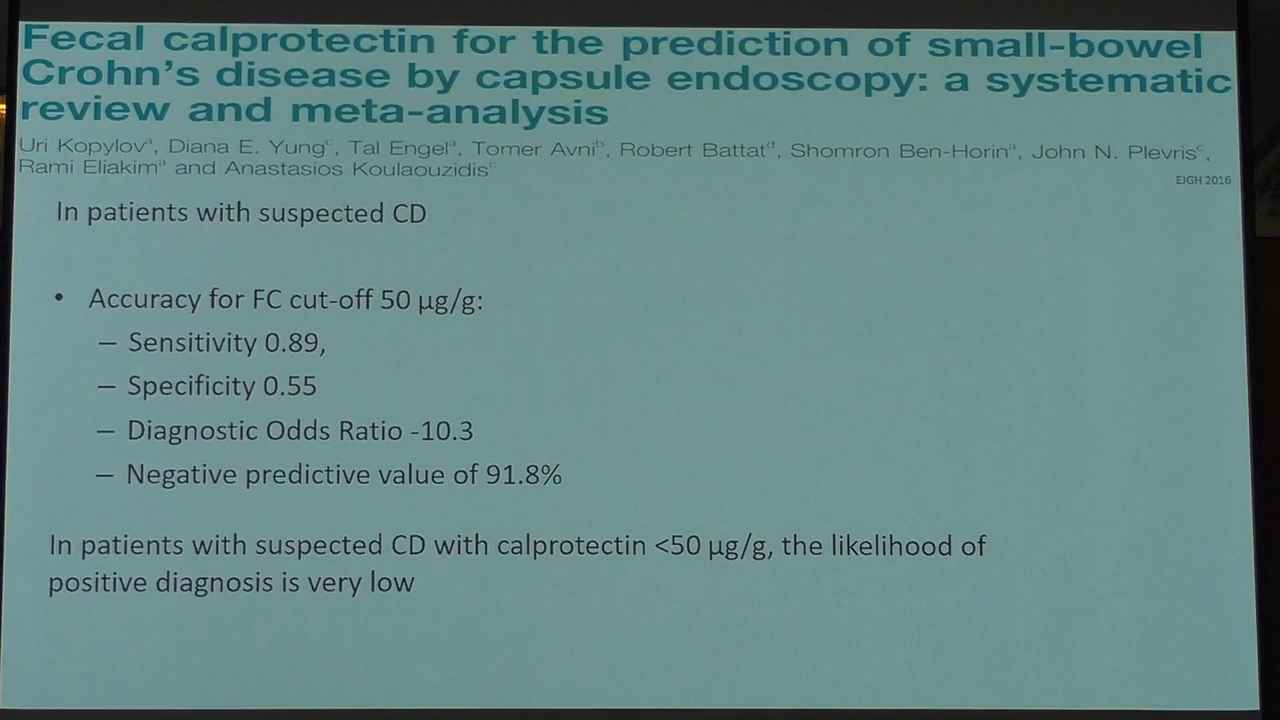 Fecal calprotectin for the prediction of small-bowel
Crohn's disease by capsule endoscopy: a systematic
review and meta-analysis
Uri Kopylovᵃ, Diana E. Yungᶜ, Tal Engelᵃ, Tomer Avniᵇ, Robert Battatᵈ, Shomron Ben-Horinᵃ, John N. Plevrisᶜ,
Rami Eliakimᵃ and Anastasios Koulaouzidisᶜ
EJGH 2016
In patients with suspected CD
• Accuracy for FC cut-off 50 µg/g:
– Sensitivity 0.89,
– Specificity 0.55
– Diagnostic Odds Ratio -10.3
– Negative predictive value of 91.8%
In patients with suspected CD with calprotectin <50 µg/g, the likelihood of
positive diagnosis is very low